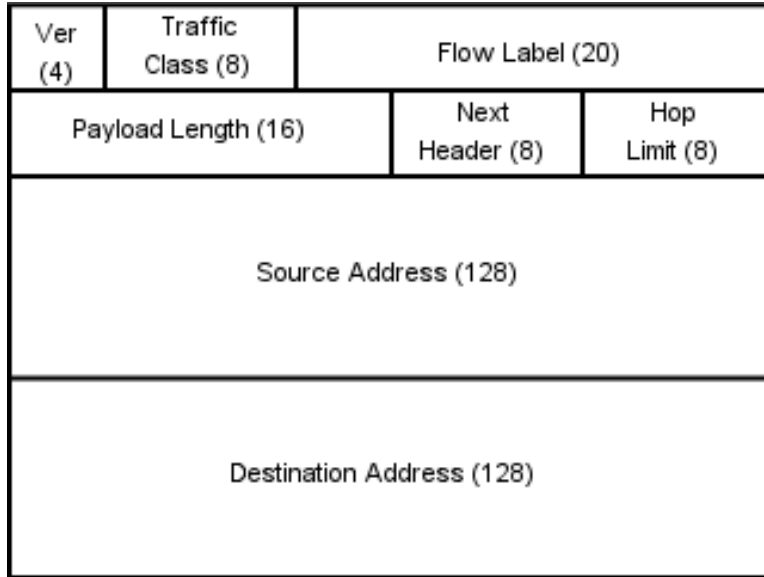 Ver
(4)
Traffic
Class (8)
Flow Label (20)
Payload Length (16)
Next
Header (8)
Hop
Limit (8)
Source Address (128)
Destination Address (128)